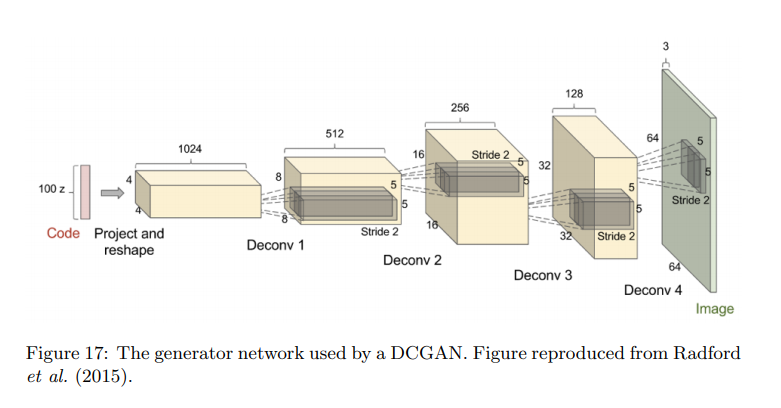 3
128
256
512
1024
64
5
16
Stride 2
5
32
4
8
5
5
5
100 z
5
5
Stride 2
4
8
5
16
32
Stride 2
Stride 2
Code
Project and
reshape
Deconv 1
Deconv 2
Deconv 3
64
Deconv 4
Image
Figure 17: The generator network used by a DCGAN. Figure reproduced from Radford
et al. (2015).